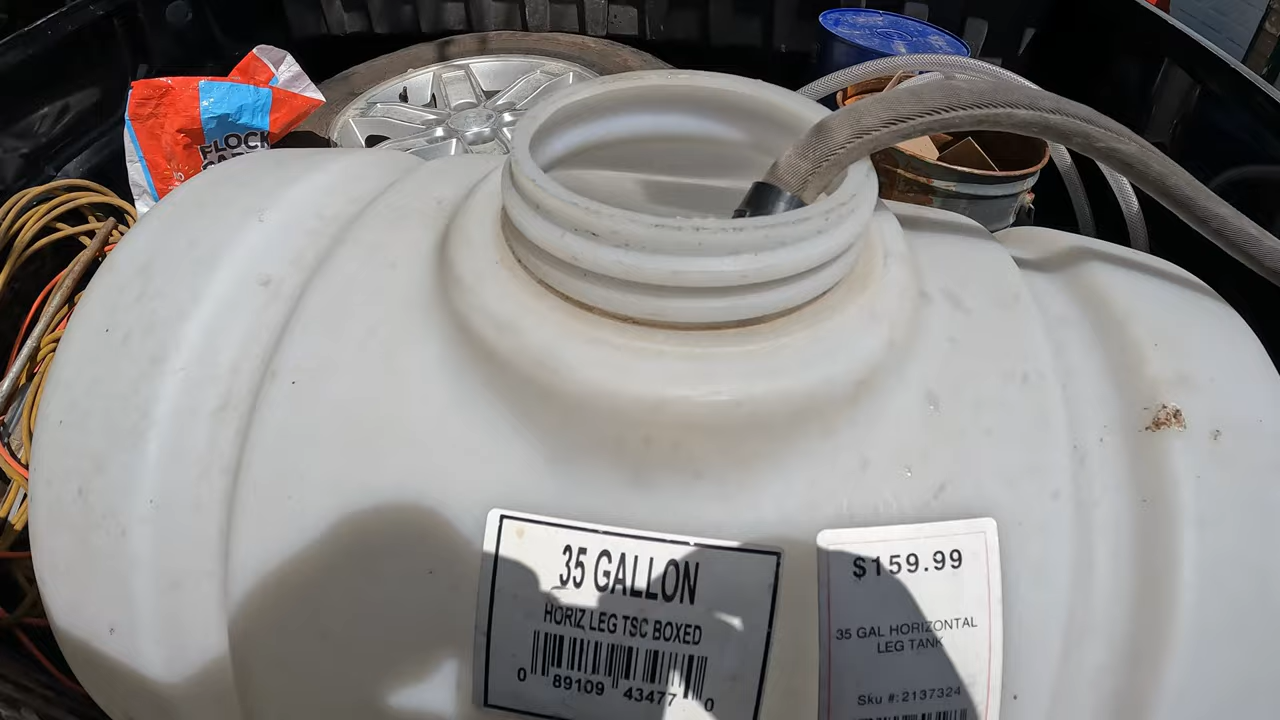 FLOCK
35 GALLON
HORIZ LEG TSC BOXED
0 89109 43477 0
$159.99
35 GAL HORIZONTAL
LEG TANK
Sku #: 2137324